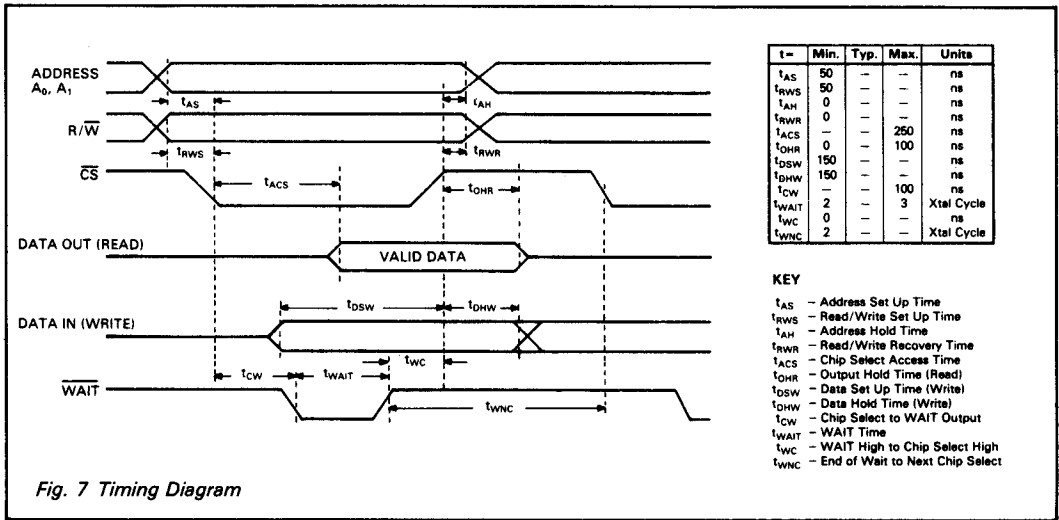 ADDRESS
A₀, A₁
t_AS
t_AH
R/W̅
t_RWS
t_RWR
C̅S̅
t_ACS
t_OHR
DATA OUT (READ)
VALID DATA
t_DSW
t_DHW
DATA IN (WRITE)
t_WC
t_CW
t_WAIT
W̅A̅I̅T̅
t_WNC
Fig. 7 Timing Diagram
t= Min. Typ. Max. Units
t_AS 50 – – ns
t_RWS 50 – – ns
t_AH 0 – – ns
t_RWR 0 – – ns
t_ACS – – 250 ns
t_OHR 0 – 100 ns
t_DSW 150 – – ns
t_DHW 150 – – ns
t_CW – – 100 ns
t_WAIT 2 – 3 Xtal Cycle
t_WC 0 – – ns
t_WNC 2 – – Xtal Cycle
KEY
t_AS – Address Set Up Time
t_RWS – Read/Write Set Up Time
t_AH – Address Hold Time
t_RWR – Read/Write Recovery Time
t_ACS – Chip Select Access Time
t_OHR – Output Hold Time (Read)
t_DSW – Data Set Up Time (Write)
t_DHW – Data Hold Time (Write)
t_CW – Chip Select to WAIT Output
t_WAIT – WAIT Time
t_WC – WAIT High to Chip Select High
t_WNC – End of Wait to Next Chip Select